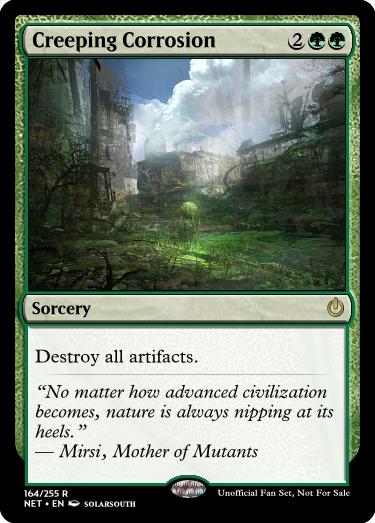 Creeping Corrosion 2
Sorcery
Destroy all artifacts.
“No matter how advanced civilization
becomes, nature is always nipping at its
heels.”
— Mirsi, Mother of Mutants
164/255 R
NET • EN SOLARSOUTH
Unofficial Fan Set, Not For Sale